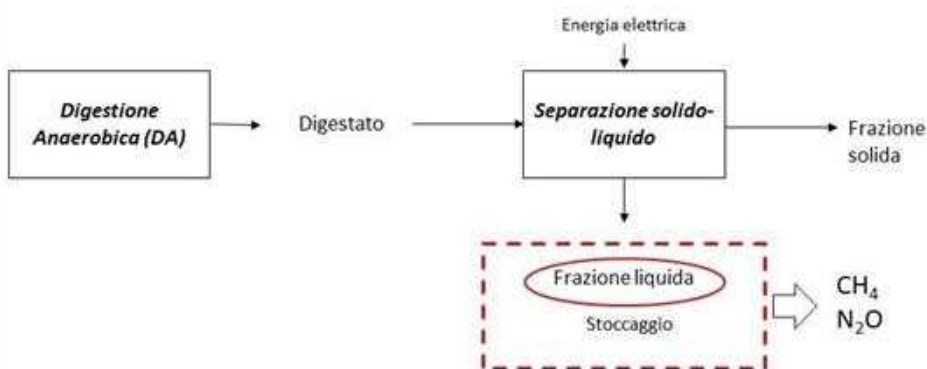 Energia elettrica
Digestione
Anaerobica (DA)
Digestato
Separazione solido-
liquido
Frazione
solida
Frazione liquida
Stoccaggio
CH₄
N₂O